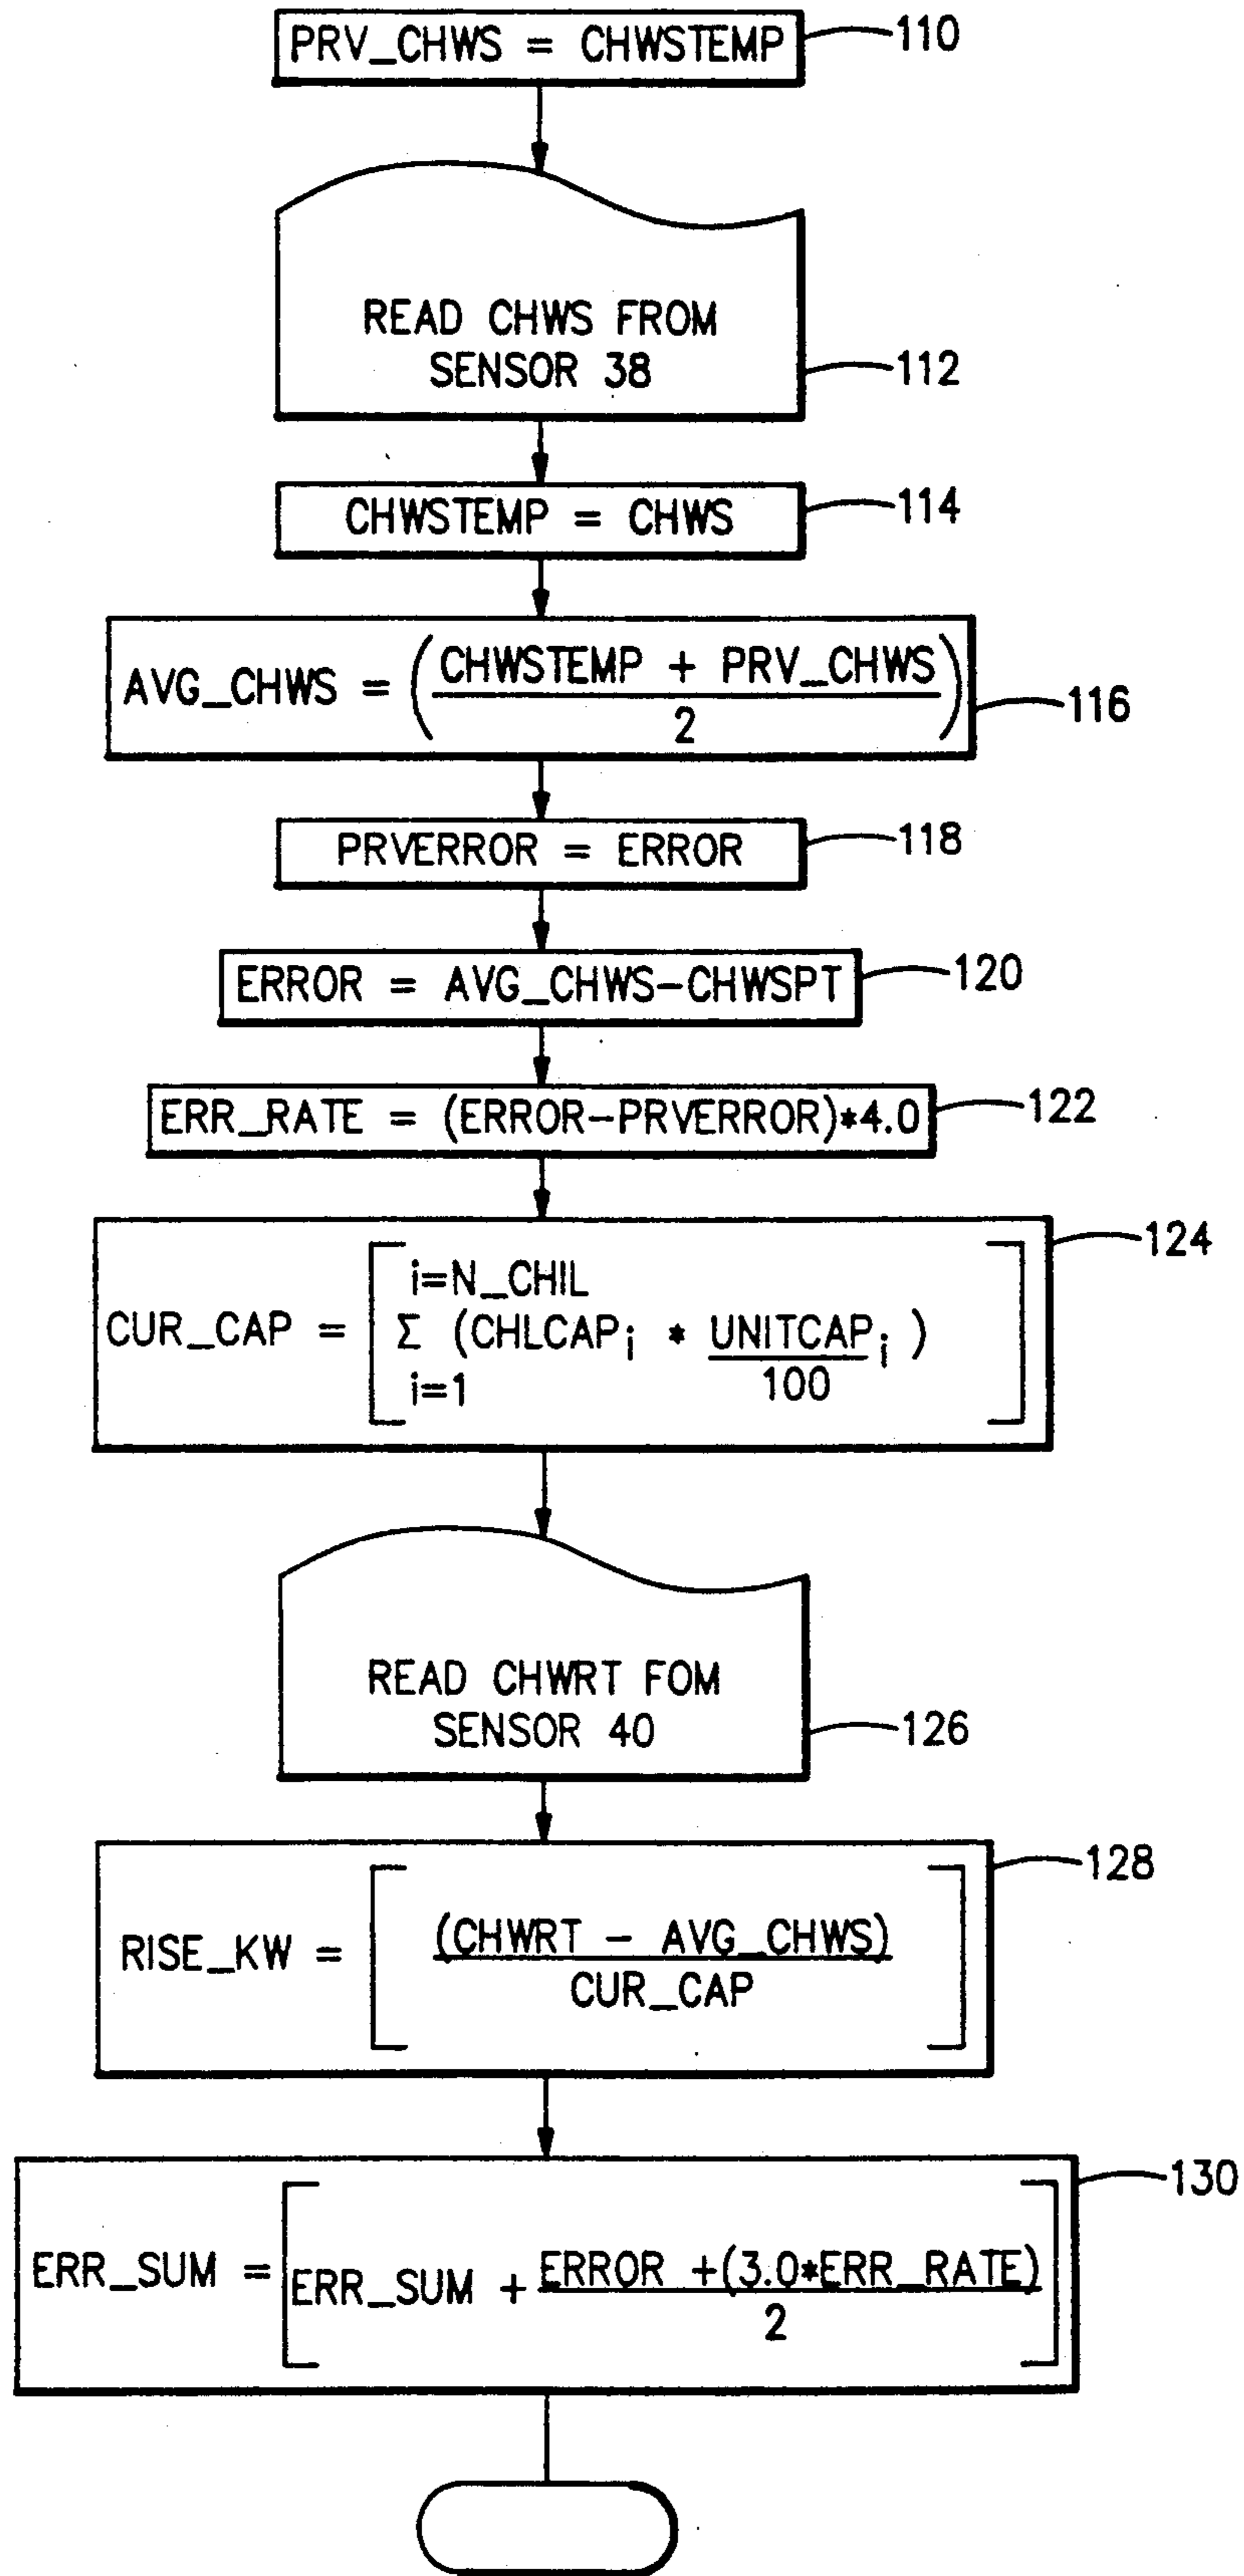 PRV_CHWS = CHWSTEMP 110
READ CHWS FROM
SENSOR 38 112
CHWSTEMP = CHWS 114
AVG_CHWS = (CHWSTEMP + PRV_CHWS
2) 116
PRVERROR = ERROR 118
ERROR = AVG_CHWS-CHWSPT 120
ERR_RATE = (ERROR-PRVERROR)*4.0 122
124
i=N_CHIL
CUR_CAP = [Σ (CHLCAPi * UNITCAPi )]
100
i=1
READ CHWRT FOM
SENSOR 40 126
128
RISE_KW = [(CHWRT - AVG_CHWS)
CUR_CAP]
130
ERR_SUM = [ERR_SUM + ERROR +(3.0*ERR_RATE)
2]